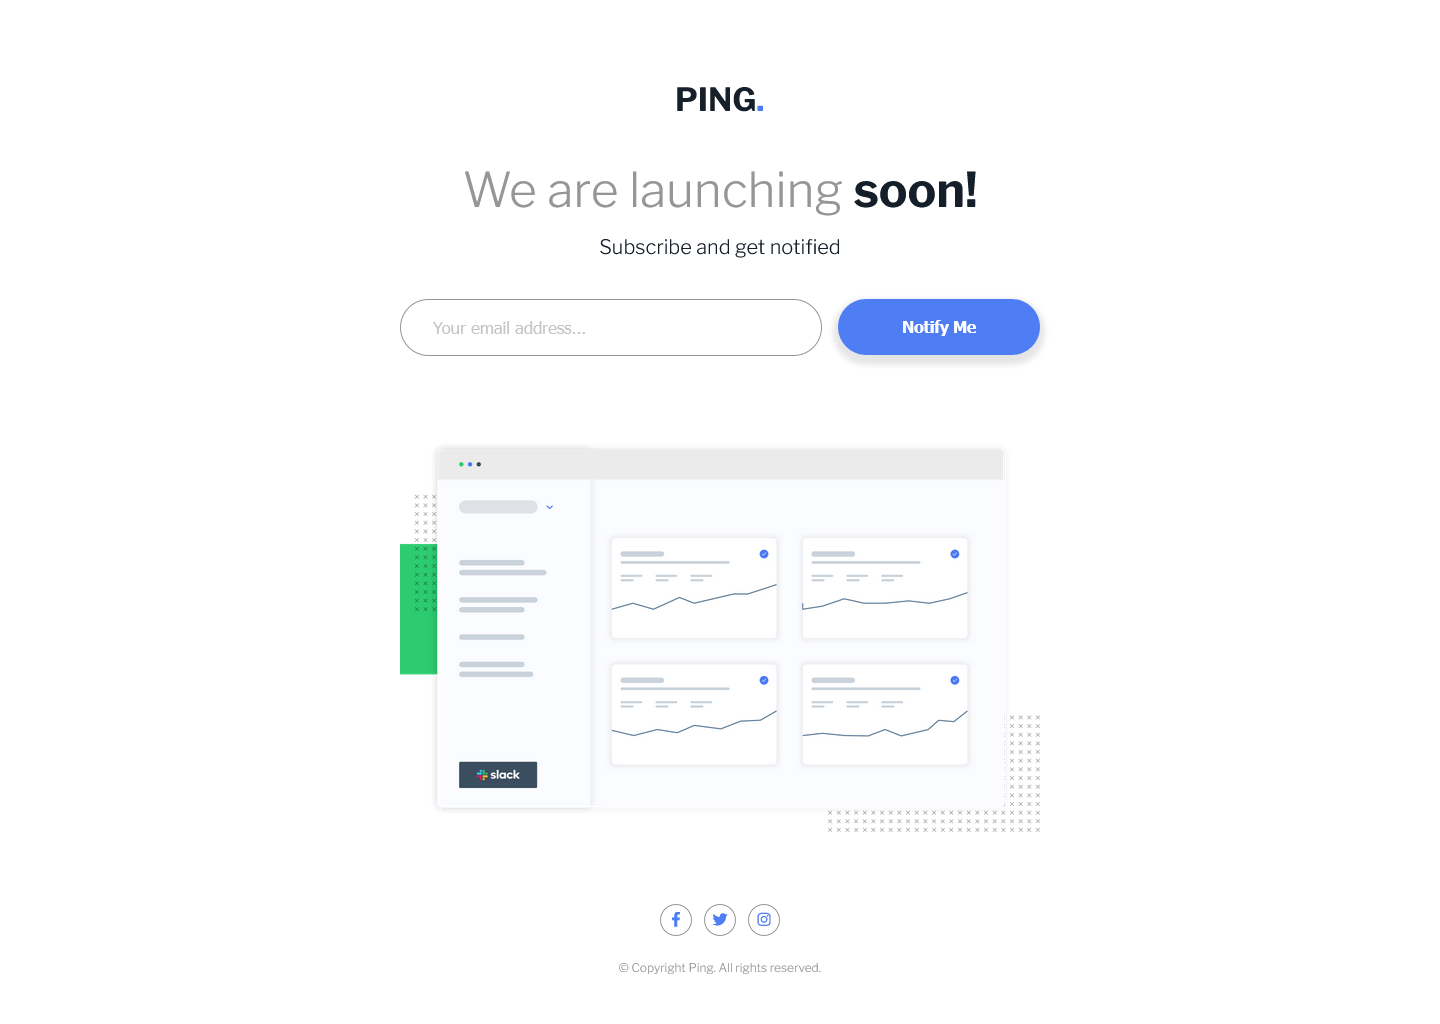 PING.
We are launching soon!
Subscribe and get notified
Your email address...
Notify Me
slack
© Copyright Ping. All rights reserved.